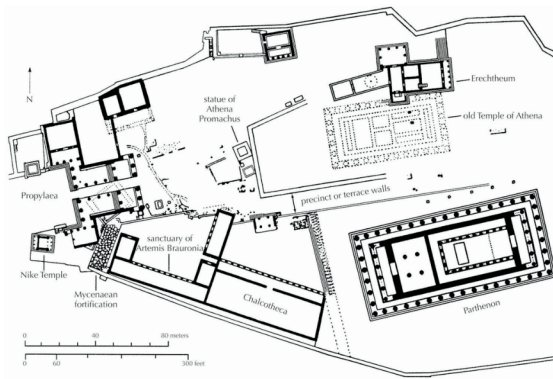 N
statue of
Athena
Promachus
Erechtheum
old Temple of Athena
Propylaea
precinct or terrace walls
sanctuary of
Artemis Brauronia
Nike Temple
Mycenaean
fortification
Chalcotheca
Parthenon
0 40 80 meters
0 60 300 feet